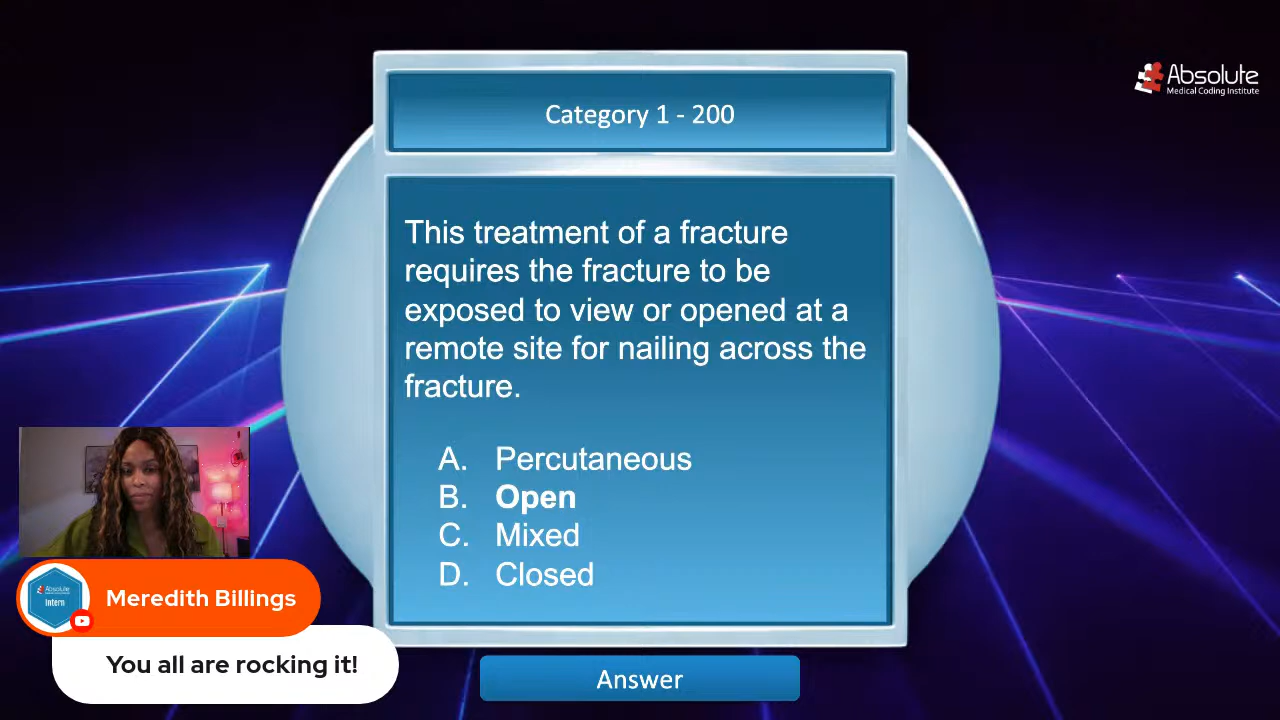 Absolute
Medical Coding Institute
Category 1 - 200
This treatment of a fracture
requires the fracture to be
exposed to view or opened at a
remote site for nailing across the
fracture.
A. Percutaneous
B. Open
C. Mixed
D. Closed
Absolute
Intern
Meredith Billings
You all are rocking it!
Answer